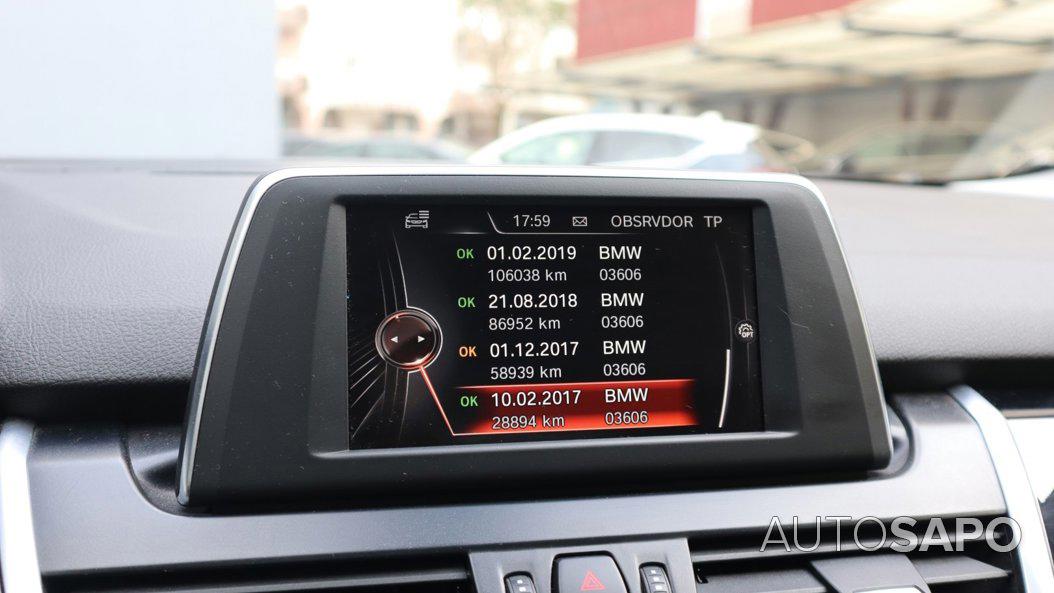 17:59 OBSRVDOR TP
OK 01.02.2019 BMW
106038 km 03606
OK 21.08.2018 BMW
86952 km 03606
OK 01.12.2017 BMW
58939 km 03606
OK 10.02.2017 BMW
28894 km 03606
OPT
AUTOSAPO